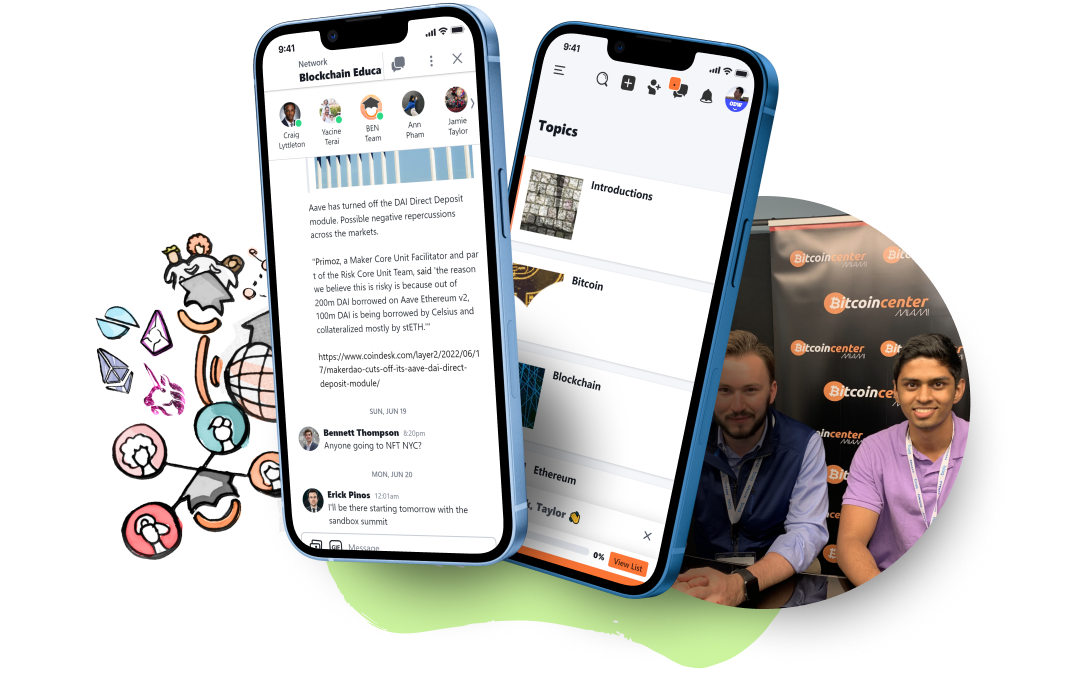 9:41
Network
Blockchain Educa
Craig
Lyttleton
Yacine
Terai
BEN
Team
Ann
Pham
Jamie
Taylor
Aave has turned off the DAI Direct Deposit
module. Possible negative repercussions
across the markets.
"Primoz, a Maker Core Unit Facilitator and par
t of the Risk Core Unit Team, said 'the reason
we believe this is risky is because out of
200m DAI borrowed on Aave Ethereum v2,
100m DAI is being borrowed by Celsius and
collateralized mostly by stETH.'"
https://www.coindesk.com/layer2/2022/06/1
7/makerdao-cuts-off-its-aave-dai-direct-
deposit-module/
SUN, JUN 19
Bennett Thompson 8:20pm
Anyone going to NFT NYC?
MON, JUN 20
Erick Pinos 12:01am
I'll be there starting tomorrow with the
sandbox summit
GIF
Message
9:41
Topics
Introductions
Bitcoin
Blockchain
Ethereum
, Taylor
0%
View List
Bitcoincenter
MIAMI
Bitc
Bitcoincenter
MIAMI
Bitcoincenter
MIAMI
Bitcoince
itcoincenter
MIAMI